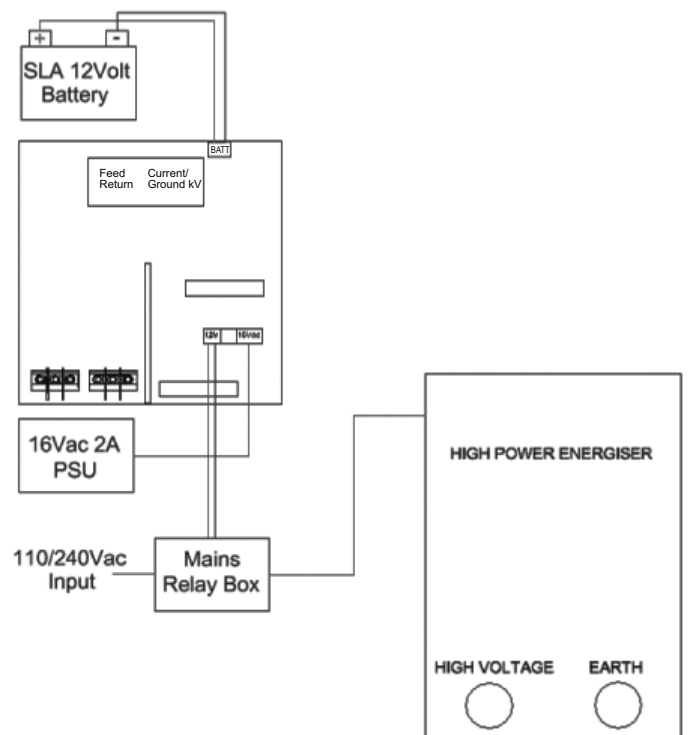 + -
SLA 12Volt
Battery
BATT
Feed Current/
Return Ground kV
12V 16Vac
16Vac 2A
PSU
HIGH POWER ENERGISER
110/240Vac
Input
Mains
Relay Box
HIGH VOLTAGE EARTH